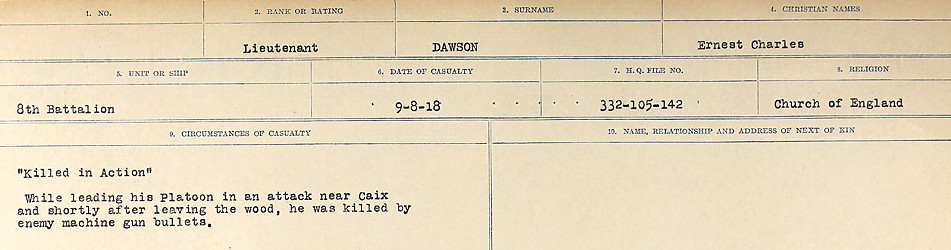 1. NO.
2. RANK OR RATING
3. SURNAME
4. CHRISTIAN NAMES
Lieutenant
DAWSON
Ernest Charles
5. UNIT OR SHIP
6. DATE OF CASUALTY
7. H.Q. FILE NO.
8. RELIGION
8th Battalion
9-8-18
332-105-142
Church of England
9. CIRCUMSTANCES OF CASUALTY
10. NAME, RELATIONSHIP AND ADDRESS OF NEXT OF KIN
"Killed in Action"
While leading his Platoon in an attack near Caix
and shortly after leaving the wood, he was killed by
enemy machine gun bullets.